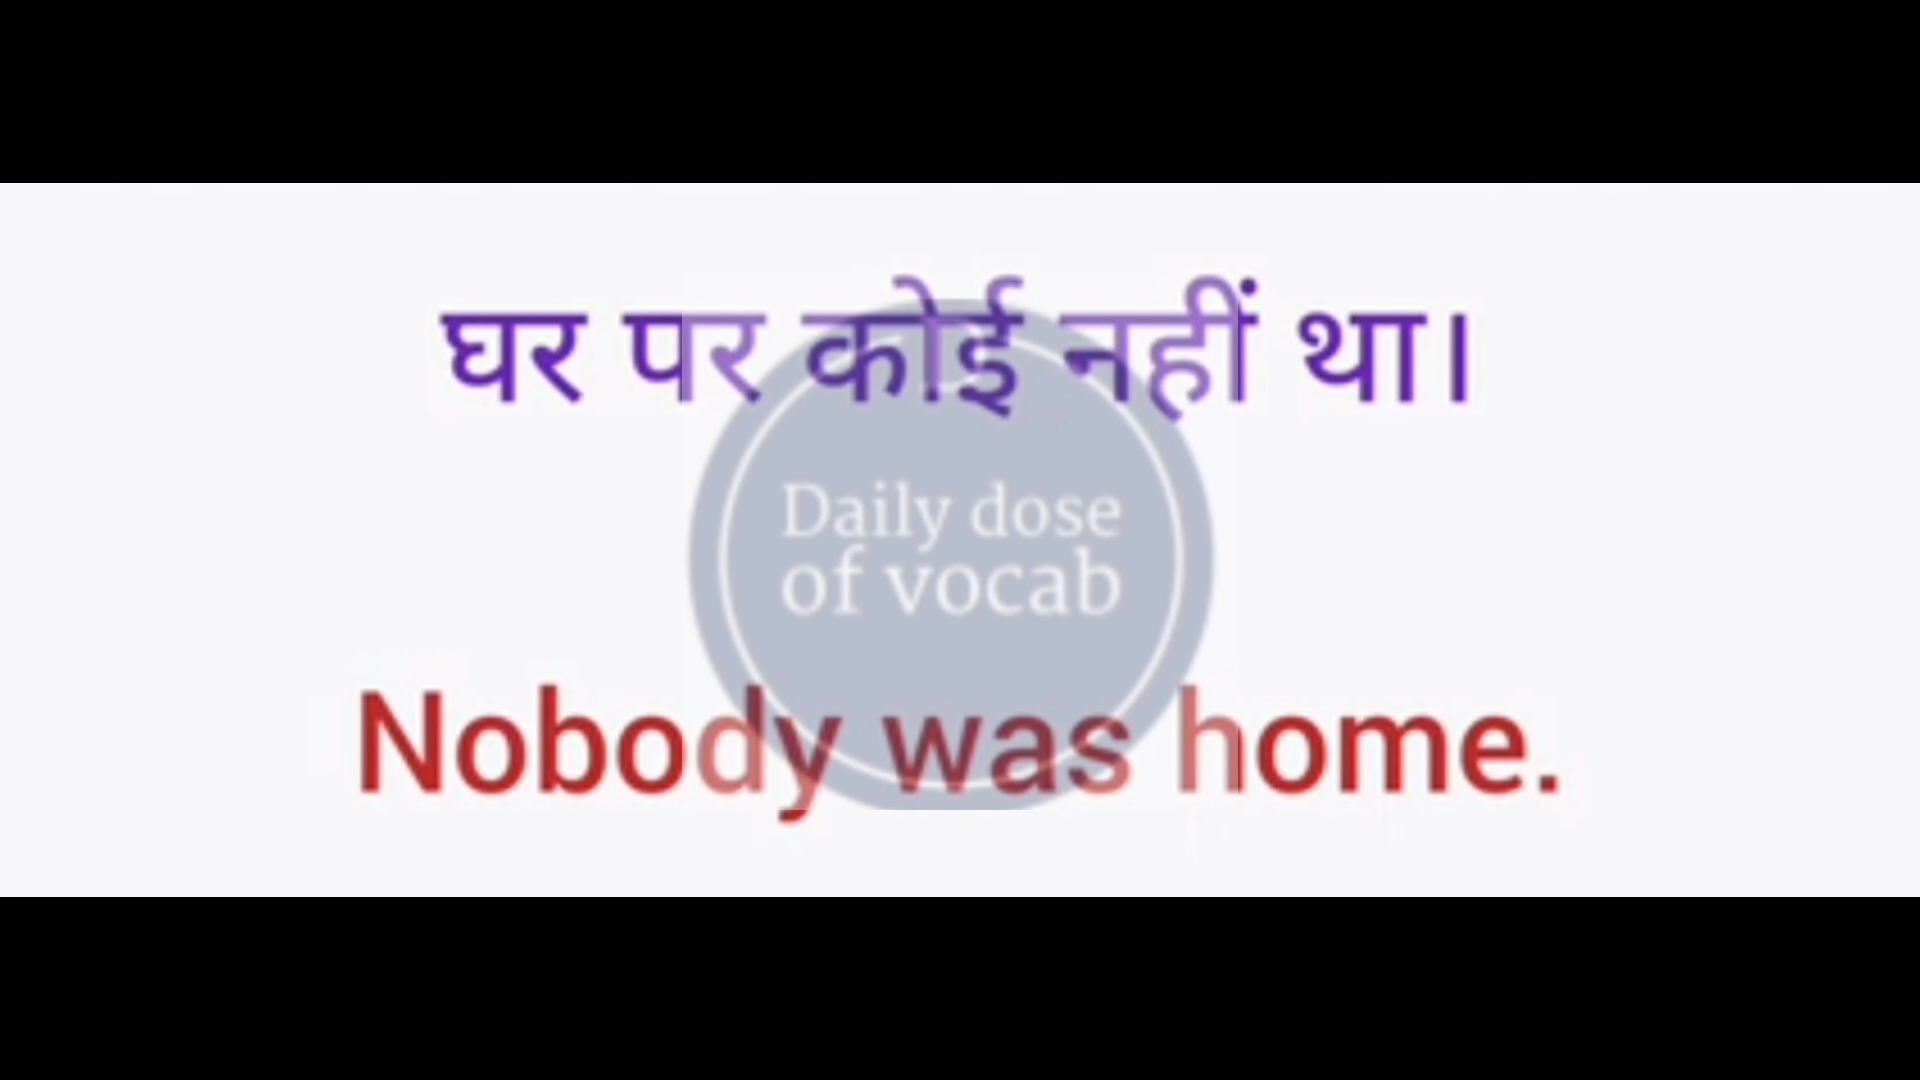 घर पर कोई नहीं था।
Daily dose
of vocab
Nobody was home.